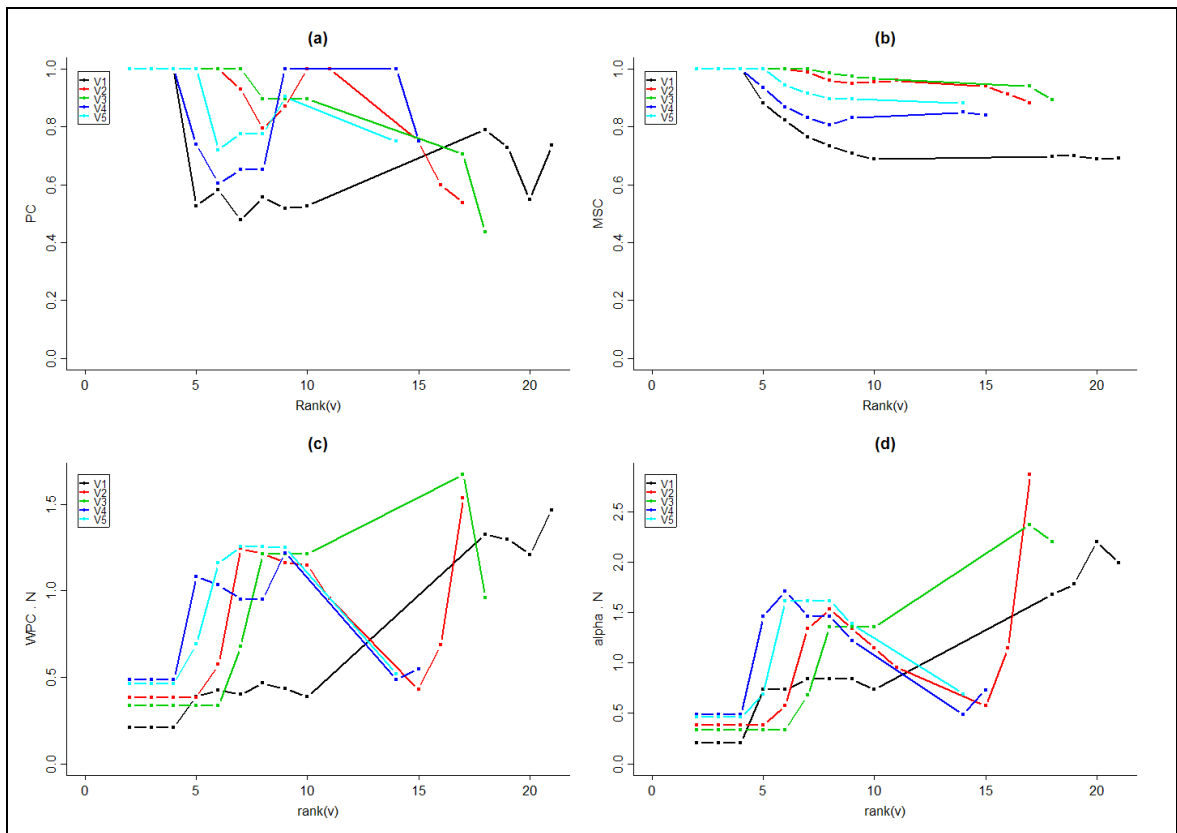 (a)
V1
V2
V3
V4
V5
PC
0.0
0.2
0.4
0.6
0.8
1.0
0 5 10 15 20
Rank(v)
(b)
V1
V2
V3
V4
V5
MSC
0.0
0.2
0.4
0.6
0.8
1.0
0 5 10 15 20
Rank(v)
(c)
V1
V2
V3
V4
V5
WPC . N
0.0
0.5
1.0
1.5
0 5 10 15 20
rank(v)
(d)
V1
V2
V3
V4
V5
alpha . N
0.0
0.5
1.0
1.5
2.0
2.5
0 5 10 15 20
rank(v)